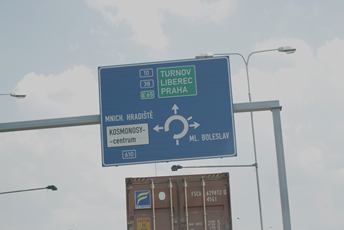 10
38
E 65
TURNOV
LIBEREC
PRAHA
MNICH. HRADIŠTĚ
KOSMONOSY-
-centrum
610
ML. BOLESLAV